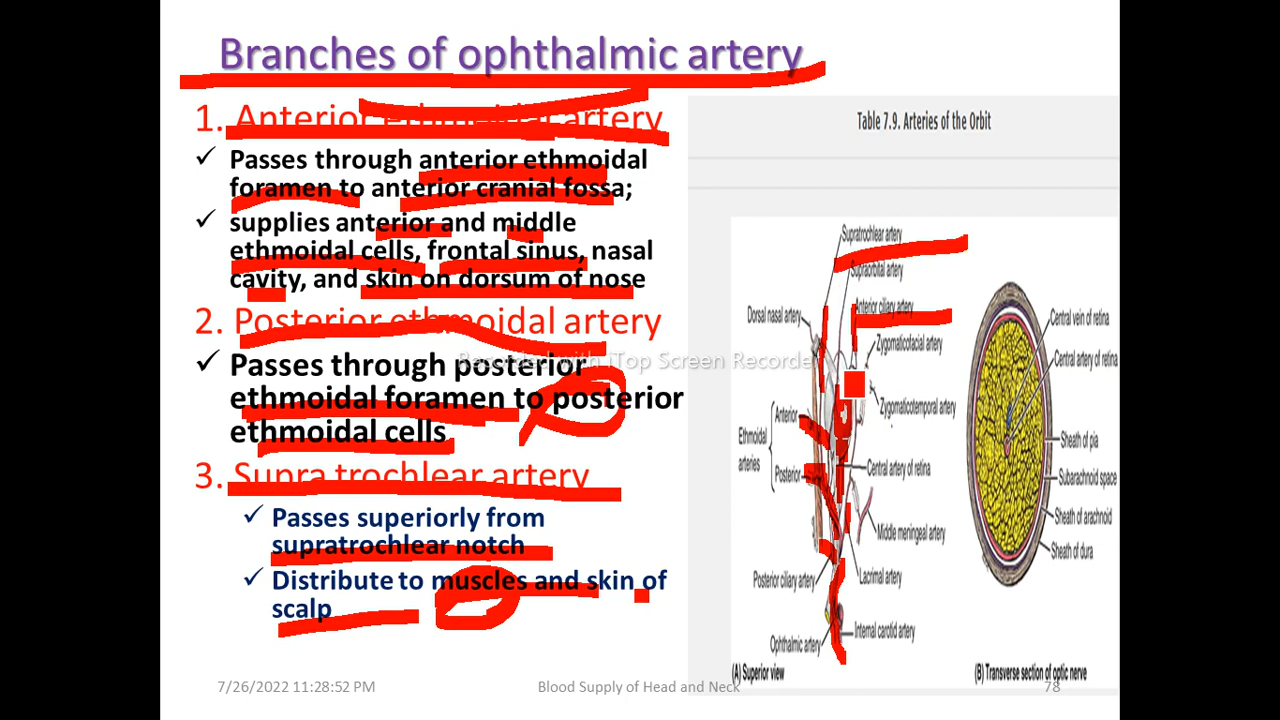 Branches of ophthalmic artery
1. Anterior ethmoidal artery
✓ Passes through anterior ethmoidal
foramen to anterior cranial fossa;
✓ supplies anterior and middle
ethmoidal cells, frontal sinus, nasal
cavity, and skin on dorsum of nose
2. Posterior ethmoidal artery
✓ Passes through posterior
ethmoidal foramen to posterior
ethmoidal cells
3. Supra trochlear artery
✓ Passes superiorly from
supratrochlear notch
✓ Distribute to muscles and skin of
scalp
Table 7.9. Arteries of the Orbit
Supratrochlear artery
Supraorbital artery
Anterior ciliary artery
Dorsal nasal artery
Zygomaticofacial artery
Zygomaticotemporal artery
Anterior
Ethmoidal
arteries
Posterior
Central artery of retina
Middle meningeal artery
Posterior ciliary artery
Lacrimal artery
Internal carotid artery
Ophthalmic artery
(A) Superior view
Central vein of retina
Central artery of retina
Sheath of pia
Subarachnoid space
Sheath of arachnoid
Sheath of dura
(B) Transverse section of optic nerve
Recorded with iTop Screen Recorder
7/26/2022 11:28:52 PM
Blood Supply of Head and Neck
78